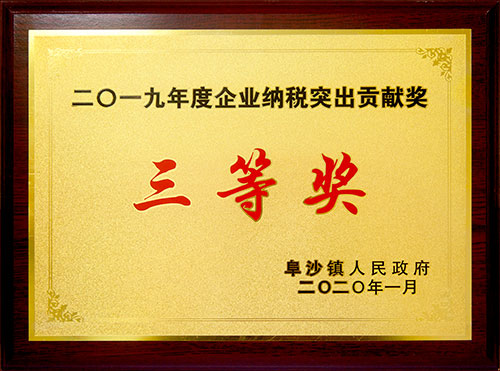 二〇一九年度企业纳税突出贡献奖
三等奖
阜沙镇人民政府
二〇二〇年一月